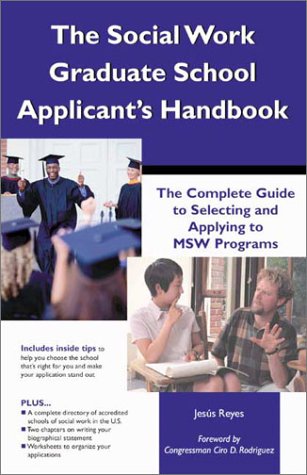 The Social Work
Graduate School
Applicant's Handbook
The Complete Guide
to Selecting and
Applying to
MSW Programs
Includes inside tips to
help you choose the school
that's right for you and make
your application stand out
PLUS...
• A complete directory of accredited
schools of social work in the U.S.
• Two chapters on writing your
biographical statement
• Worksheets to organize your
applications
Jesús Reyes
Foreword by
Congressman Ciro D. Rodriguez